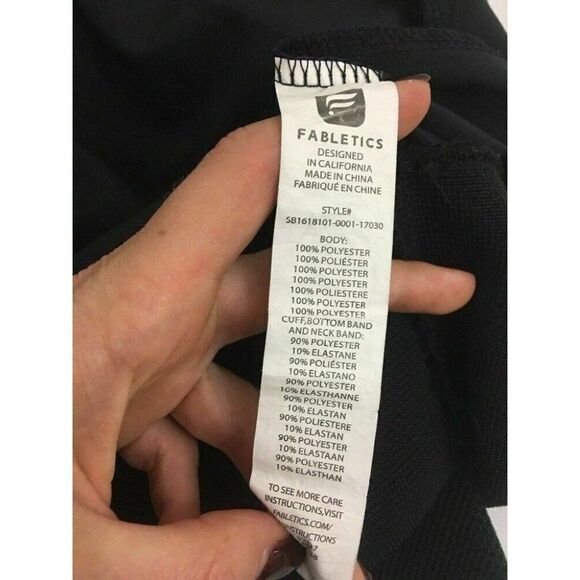 FABLETICS
DESIGNED
IN CALIFORNIA
MADE IN CHINA
FABRIQUÉ EN CHINE
STYLE#
SB1618101-0001-17030
BODY:
100% POLYESTER
100% POLIÉSTER
100% POLYESTER
100% POLIESTERE
100% POLYESTER
100% POLYESTER
CUFF,BOTTOM BAND
AND NECK BAND:
90% POLYESTER
10% ELASTANE
90% POLIÉSTER
10% ELASTANO
90% POLYESTER
10% ELASTHANNE
90% POLYESTER
10% ELASTAN
90% POLIESTERE
10% ELASTAN
90% POLYESTER
10% ELASTAAN
90% POLYESTER
10% ELASTHAN
TO SEE MORE CARE
INSTRUCTIONS,VISIT
FABLETICS.COM/